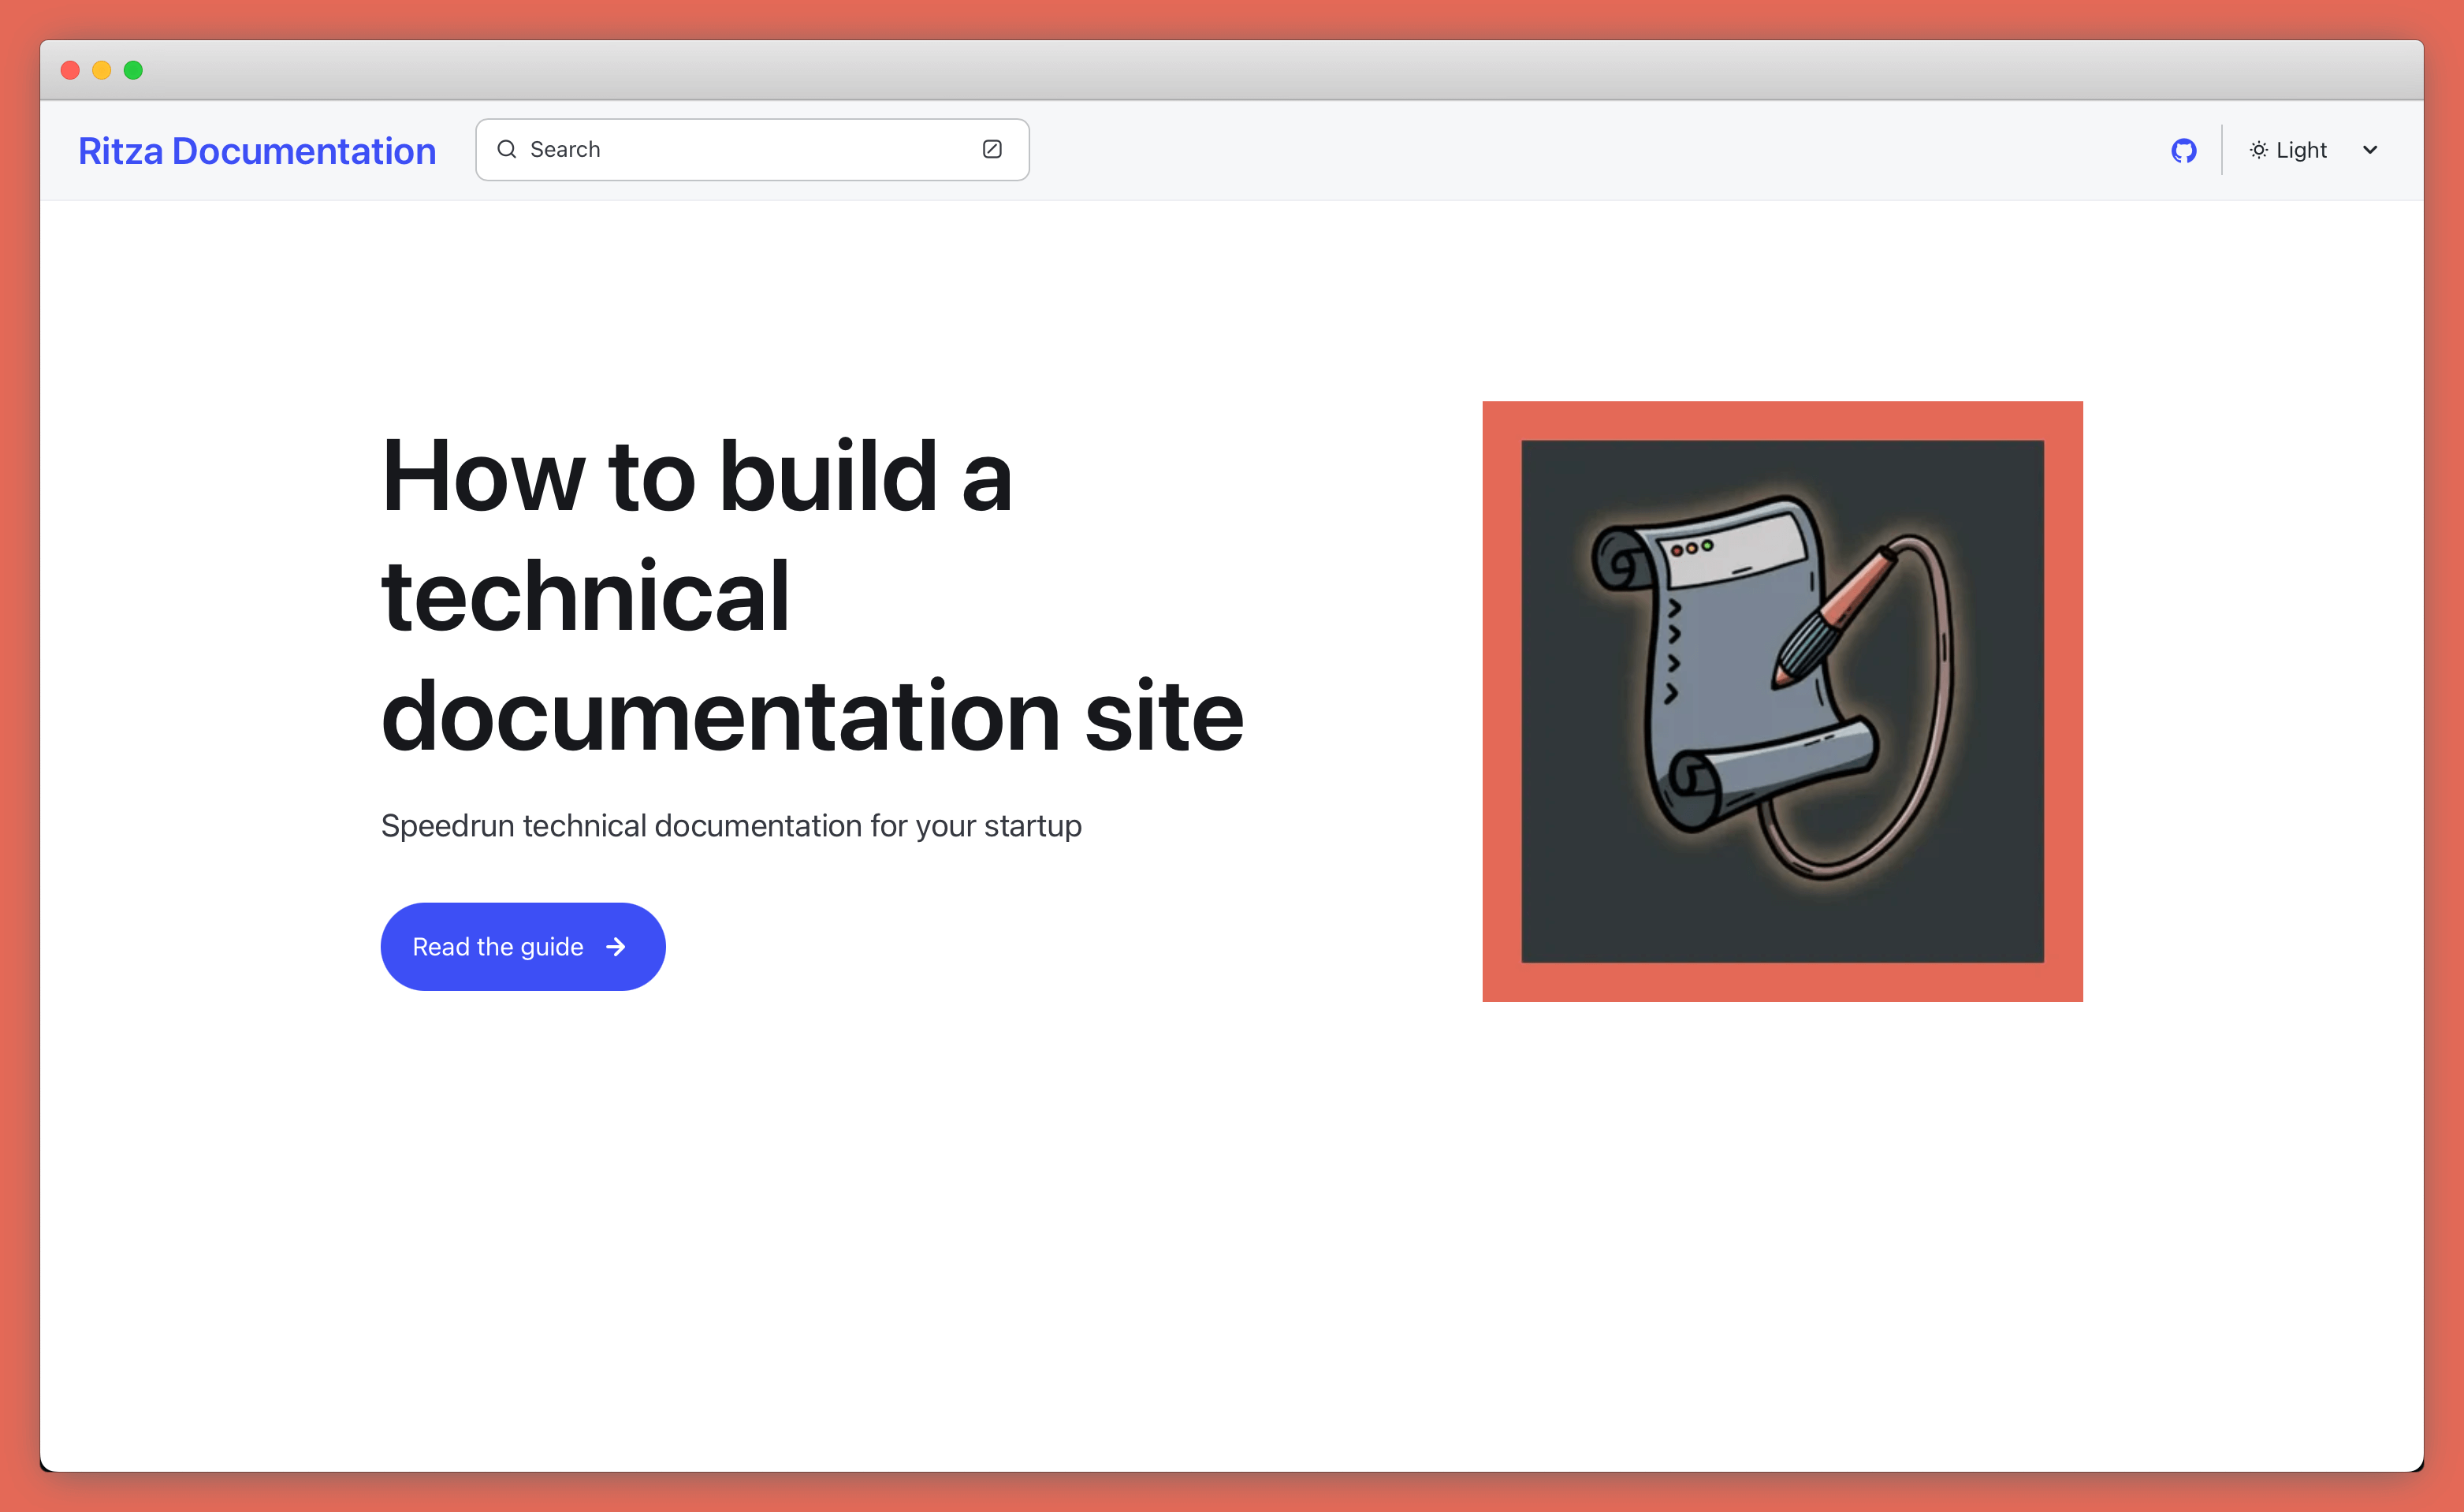 Ritza Documentation
Search
Light
How to build a
technical
documentation site
Speedrun technical documentation for your startup
Read the guide